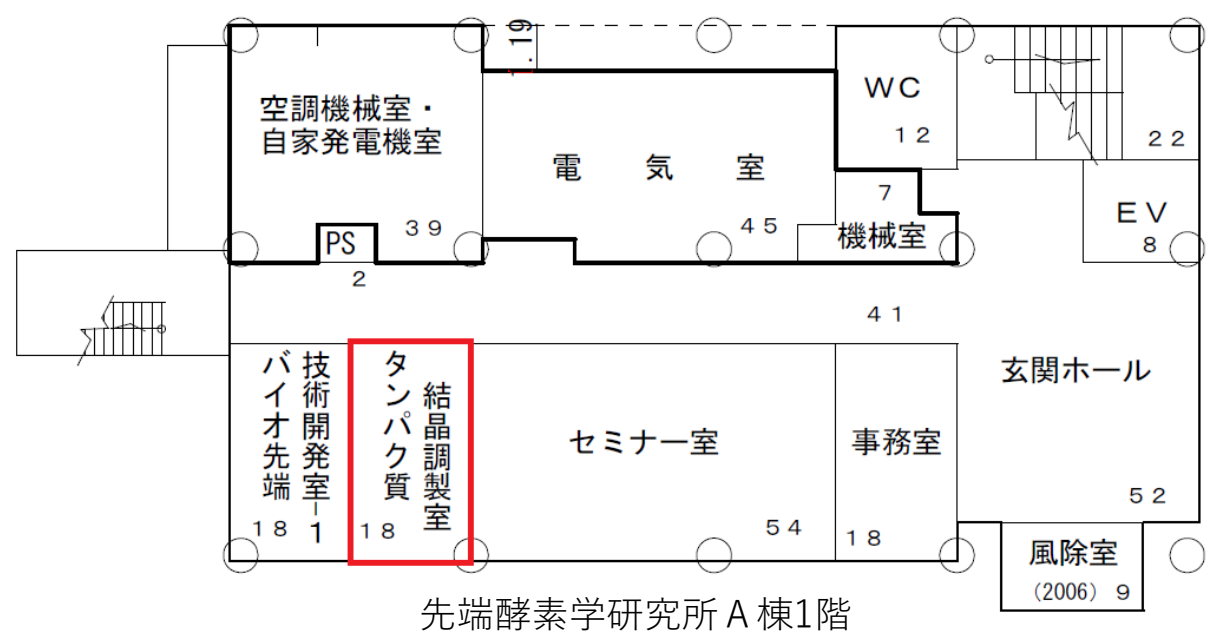 1.19
空調機械室・
自家発電機室
39
PS
2
電気室
45
WC
12
22
7
機械室
EV
8
41
バイオ先端
技術開発室-1
18
タンパク質
結晶調製室
18
セミナー室
54
事務室
18
玄関ホール
52
風除室
(2006) 9
先端酵素学研究所A棟1階